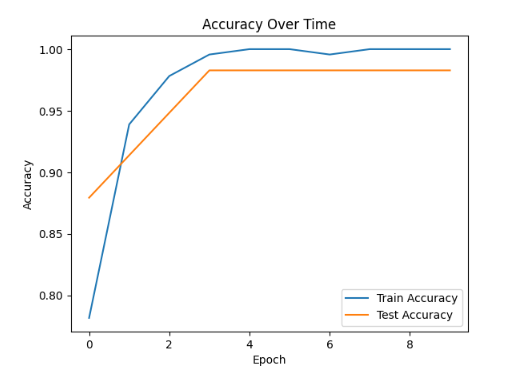 Accuracy Over Time
1.00
0.95
0.90
0.85
0.80
Accuracy
0 2 4 6 8
Epoch
Train Accuracy
Test Accuracy